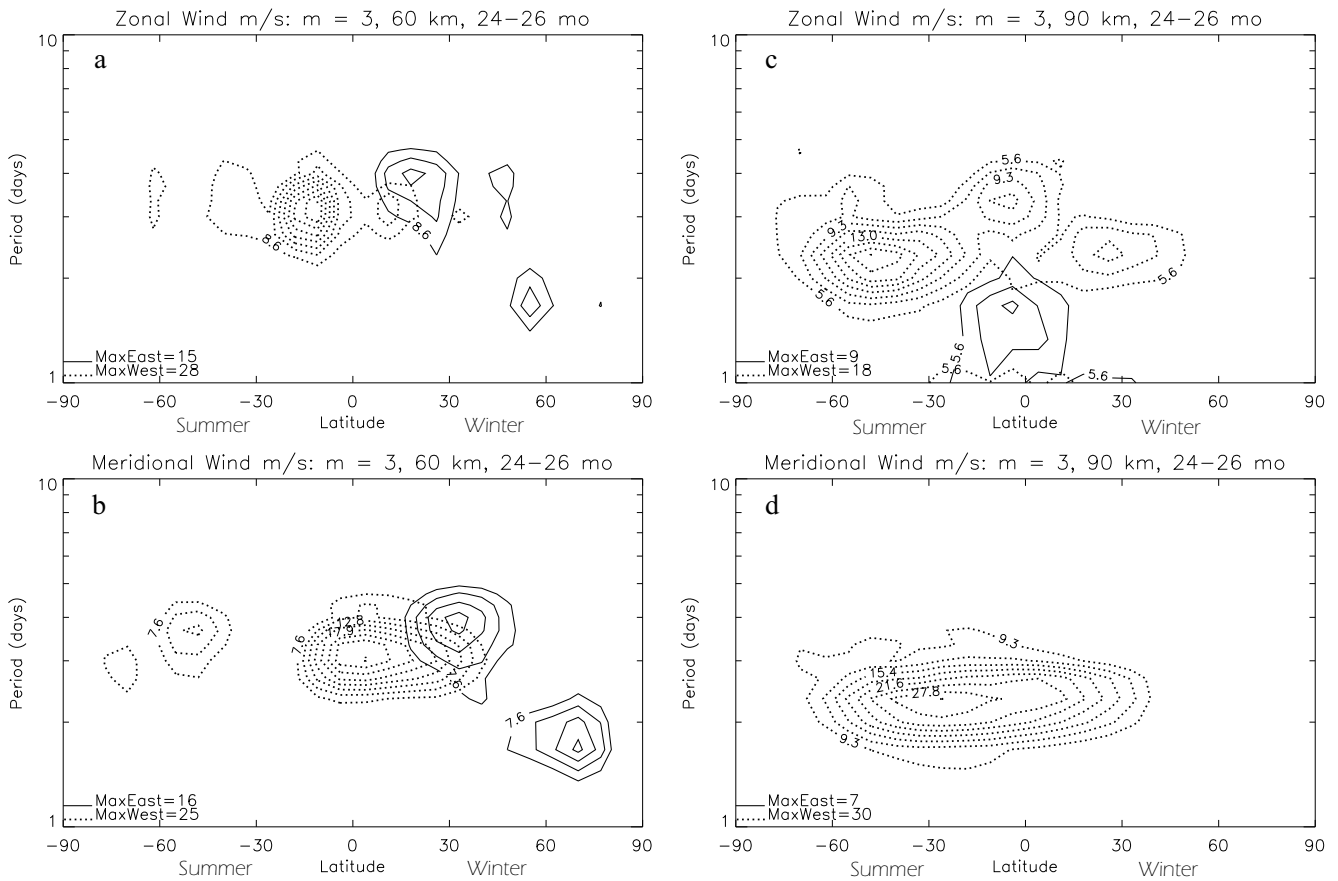 Zonal Wind m/s: m = 3, 60 km, 24−26 mo
10
a
Period (days)
8.6
8.6
MaxEast=15
MaxWest=28
1
−90 −60 −30 0 30 60 90
Summer Latitude Winter
Zonal Wind m/s: m = 3, 90 km, 24−26 mo
10
c
Period (days)
5.6
9.3
9.3
13.0
5.6
5.6
5.6
5.6
5.6
MaxEast=9
MaxWest=18
1
−90 −60 −30 0 30 60 90
Summer Latitude Winter
Meridional Wind m/s: m = 3, 60 km, 24−26 mo
10
b
Period (days)
7.6
7.6
12.8
17.9
7.6
7.6
MaxEast=16
MaxWest=25
1
−90 −60 −30 0 30 60 90
Summer Latitude Winter
Meridional Wind m/s: m = 3, 90 km, 24−26 mo
10
d
Period (days)
9.3
15.4
21.6
27.8
9.3
MaxEast=7
MaxWest=30
1
−90 −60 −30 0 30 60 90
Summer Latitude Winter